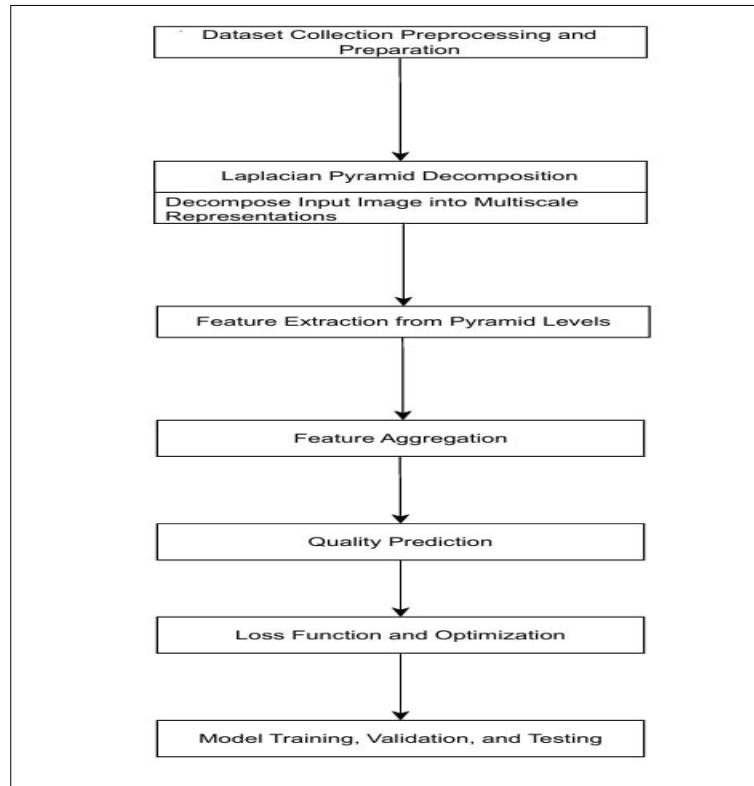 Dataset Collection Preprocessing and
Preparation
Laplacian Pyramid Decomposition
Decompose Input Image into Multiscale
Representations
Feature Extraction from Pyramid Levels
Feature Aggregation
Quality Prediction
Loss Function and Optimization
Model Training, Validation, and Testing